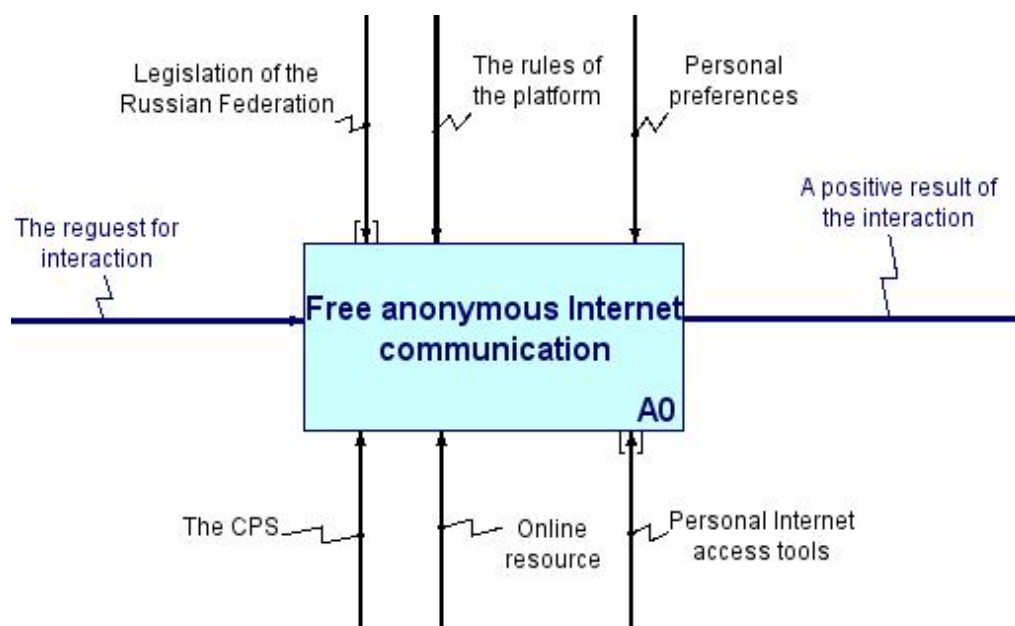 Legislation of the
Russian Federation
The rules of
the platform
Personal
preferences
The reguest for
interaction
A positive result of
the interaction
Free anonymous Internet
communication
A0
The CPS
Online
resource
Personal Internet
access tools